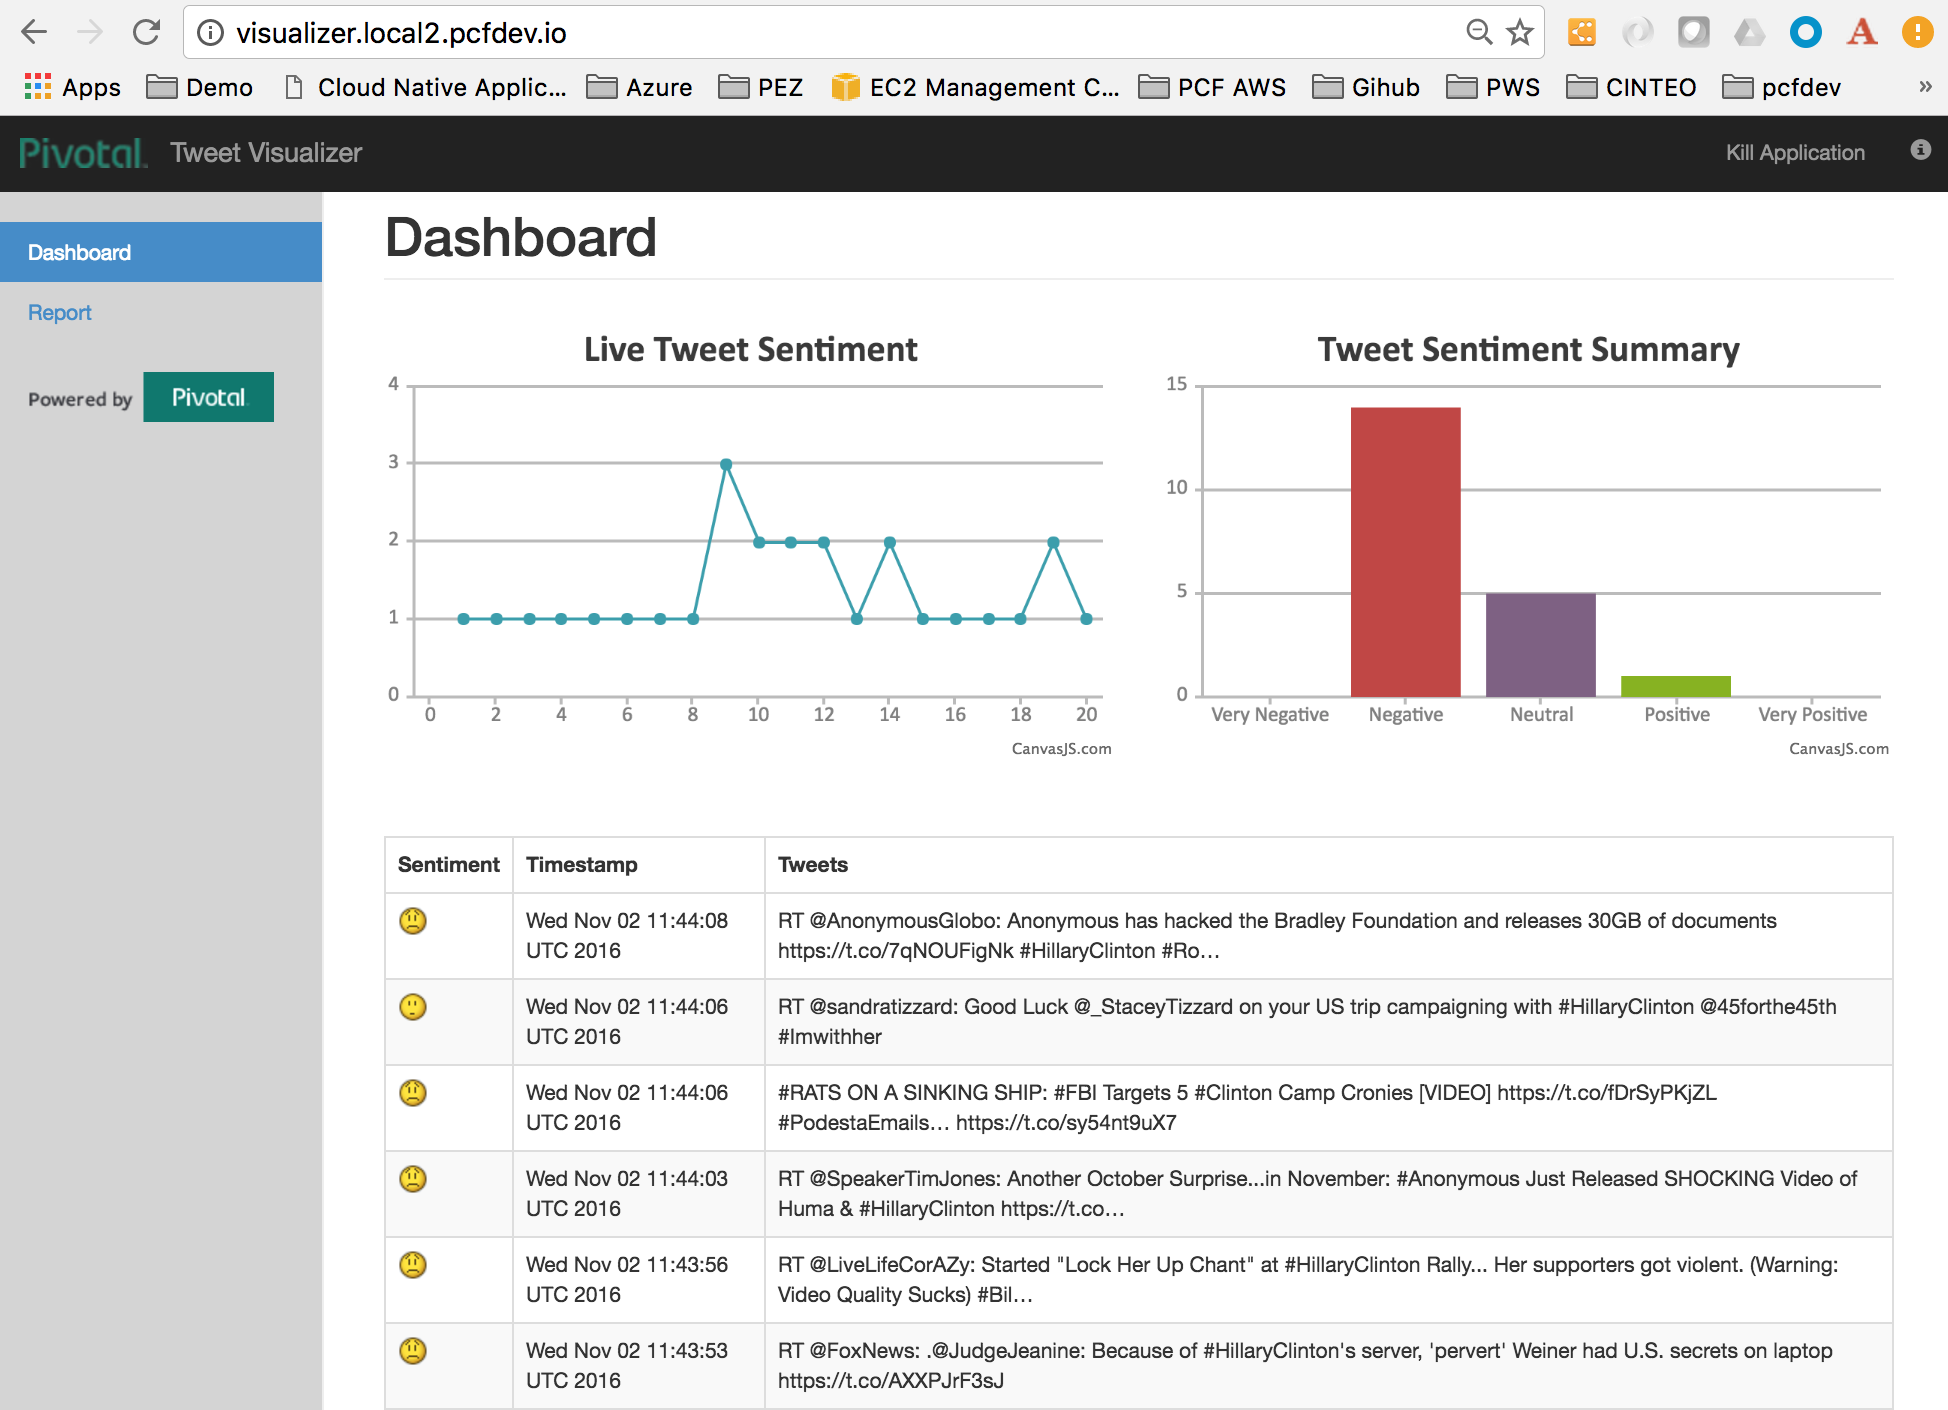 visualizer.local2.pcfdev.io
Apps Demo Cloud Native Applic... Azure PEZ EC2 Management C... PCF AWS Gihub PWS CINTEO pcfdev »
Pivotal. Tweet Visualizer Kill Application
Dashboard
Report
Powered by Pivotal
Dashboard
Live Tweet Sentiment
4
3
2
1
0
0 2 4 6 8 10 12 14 16 18 20
CanvasJS.com
Tweet Sentiment Summary
15
10
5
0
Very Negative Negative Neutral Positive Very Positive
CanvasJS.com
Sentiment Timestamp Tweets
Wed Nov 02 11:44:08
UTC 2016
RT @AnonymousGlobo: Anonymous has hacked the Bradley Foundation and releases 30GB of documents
https://t.co/7qNOUFigNk #HillaryClinton #Ro…
Wed Nov 02 11:44:06
UTC 2016
RT @sandratizzard: Good Luck @_StaceyTizzard on your US trip campaigning with #HillaryClinton @45forthe45th
#Imwithher
Wed Nov 02 11:44:06
UTC 2016
#RATS ON A SINKING SHIP: #FBI Targets 5 #Clinton Camp Cronies [VIDEO] https://t.co/fDrSyPKjZL
#PodestaEmails… https://t.co/sy54nt9uX7
Wed Nov 02 11:44:03
UTC 2016
RT @SpeakerTimJones: Another October Surprise...in November: #Anonymous Just Released SHOCKING Video of
Huma & #HillaryClinton https://t.co…
Wed Nov 02 11:43:56
UTC 2016
RT @LiveLifeCorAZy: Started "Lock Her Up Chant" at #HillaryClinton Rally... Her supporters got violent. (Warning:
Video Quality Sucks) #Bil…
Wed Nov 02 11:43:53
UTC 2016
RT @FoxNews: .@JudgeJeanine: Because of #HillaryClinton's server, 'pervert' Weiner had U.S. secrets on laptop
https://t.co/AXXPJrF3sJ